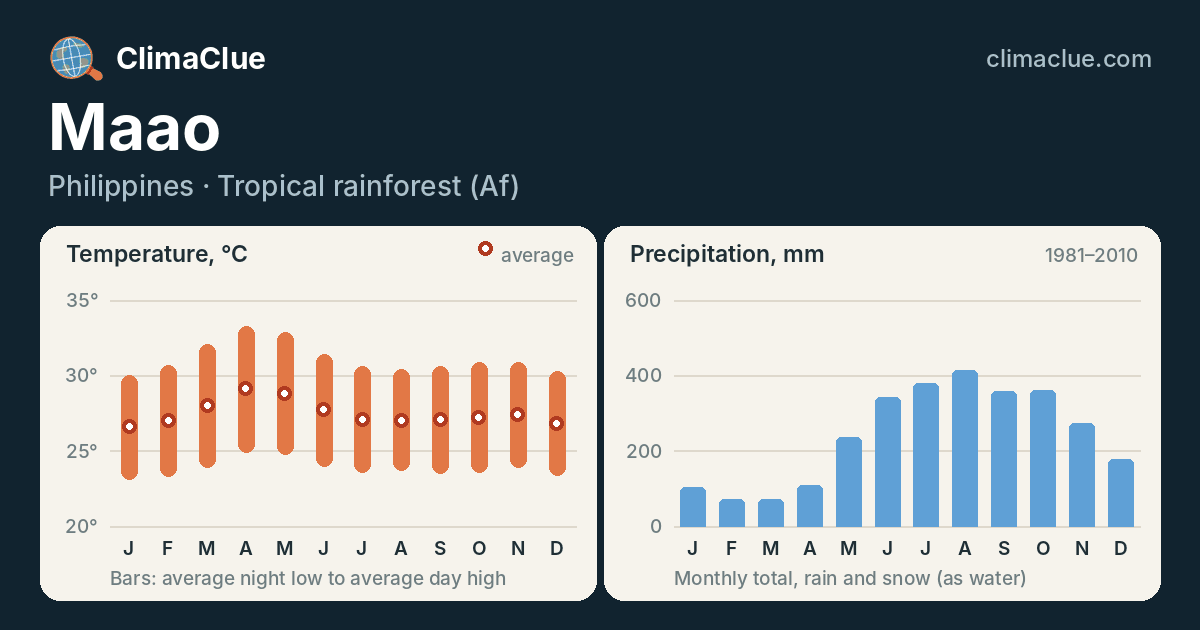 ClimaClue
climaclue.com
Maao
Philippines · Tropical rainforest (Af)
Temperature, °C
average
35°
30°
25°
20°
J F M A M J J A S O N D
Bars: average night low to average day high
Precipitation, mm
1981–2010
600
400
200
0
J F M A M J J A S O N D
Monthly total, rain and snow (as water)